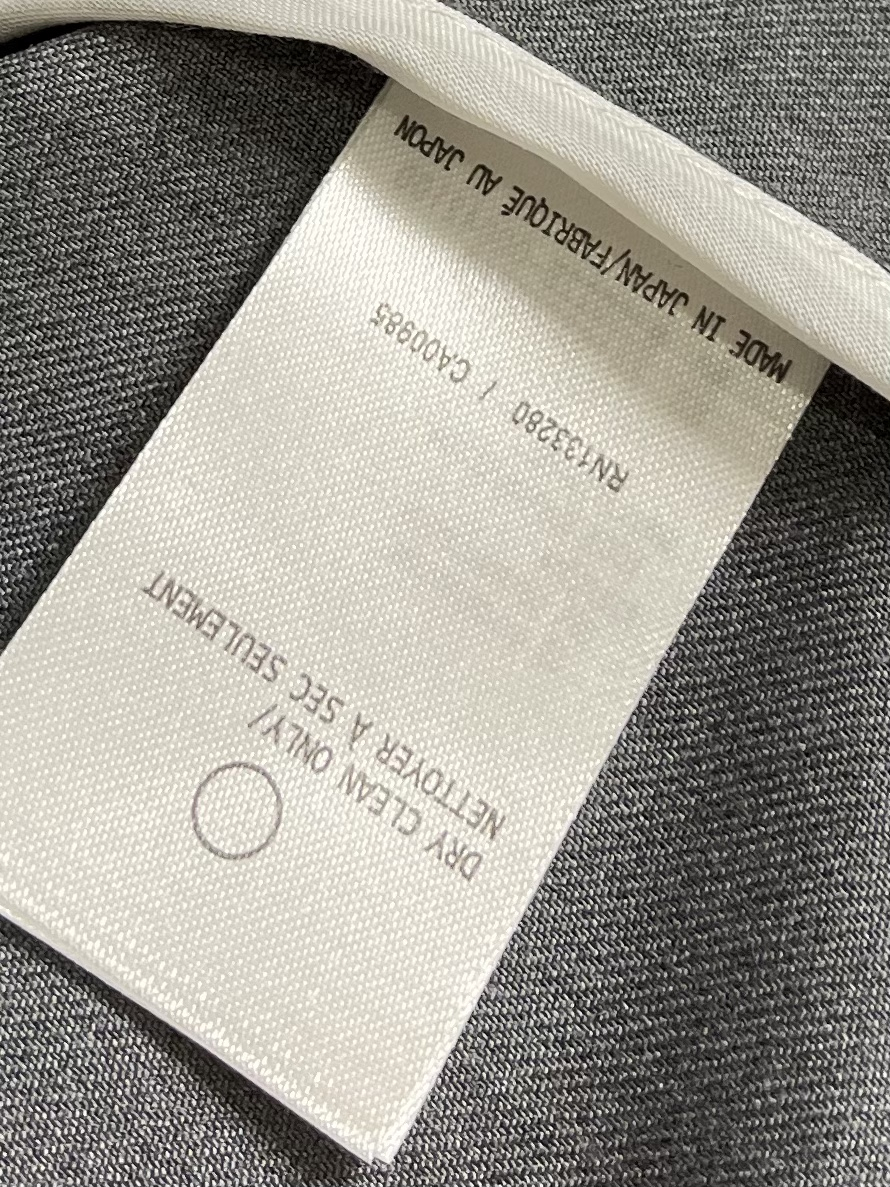 DRY CLEAN ONLY/
NETTOYER A SEC SEULEMENT
RN133280 / CA00985
MADE IN JAPAN/FABRIQUÉ AU JAPON